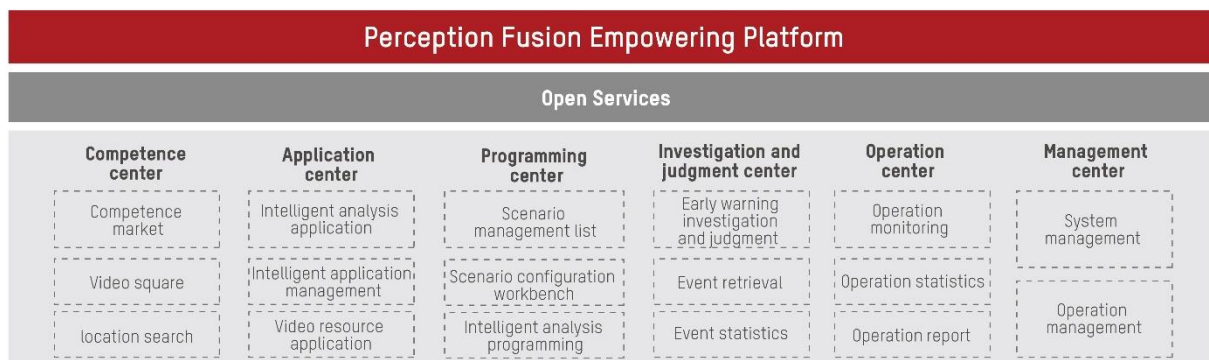 Perception Fusion Empowering Platform
Open Services
Competence
center
Competence
market
Video square
location search
Application
center
Intelligent analysis
application
Intelligent application
management
Video resource
application
Programming
center
Scenario
management list
Scenario configuration
workbench
Intelligent analysis
programming
Investigation and
judgment center
Early warning
investigation
and judgment
Event retrieval
Event statistics
Operation
center
Operation
monitoring
Operation statistics
Operation report
Management
center
System
management
Operation
management